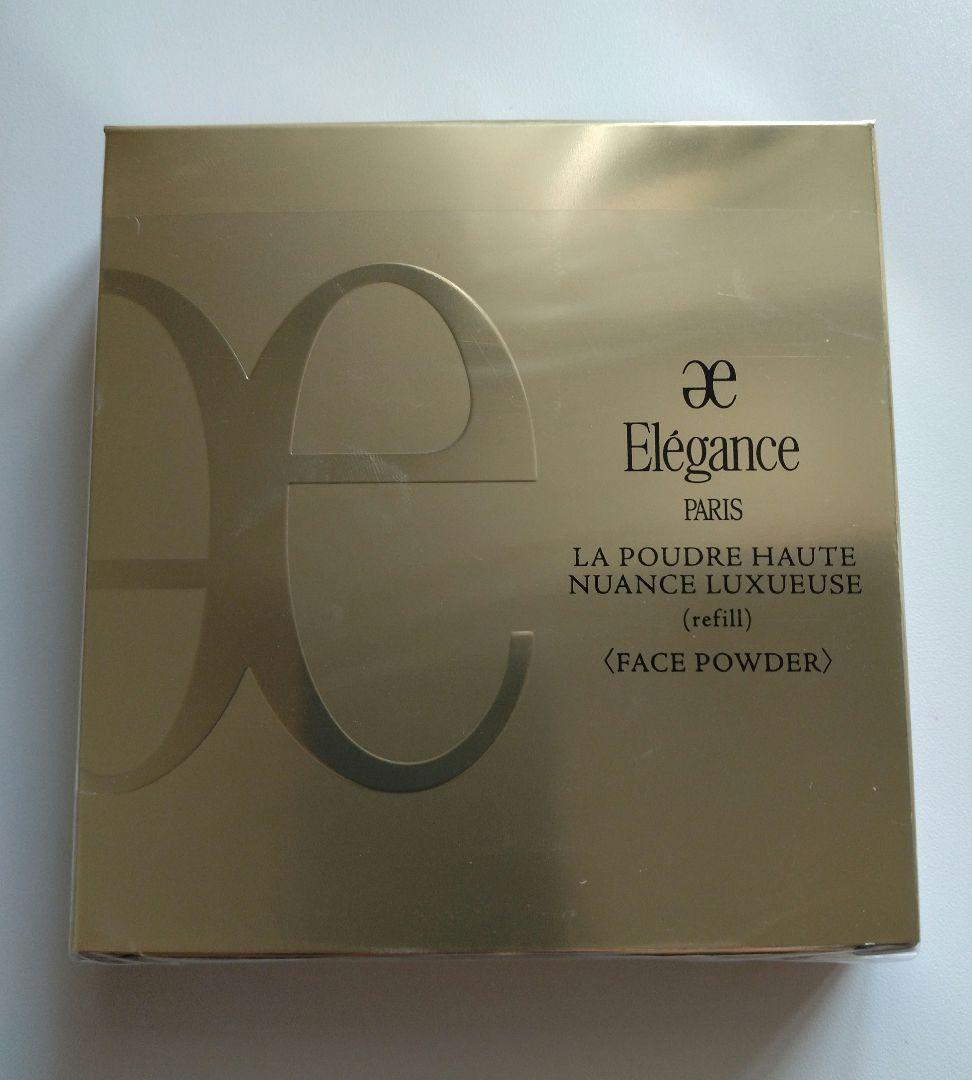 æ
Elégance
PARIS
LA POUDRE HAUTE
NUANCE LUXUEUSE
(refill)
〈FACE POWDER〉